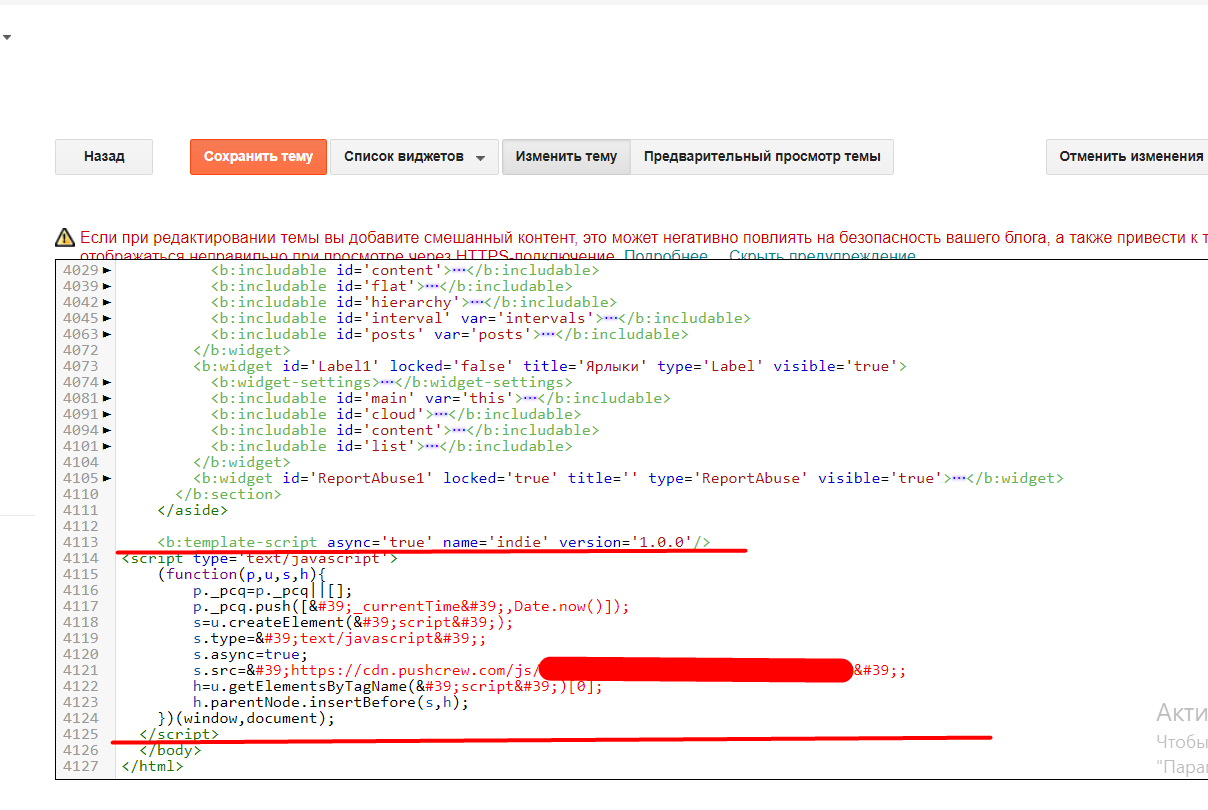 Назад
Сохранить тему
Список виджетов
Изменить тему
Предварительный просмотр темы
Отменить изменения
Если при редактировании темы вы добавите смешанный контент, это может негативно повлиять на безопасность вашего блога, а также привести к т
отображаться неправильно при просмотре через HTTPS-подключение. Подробнее… Скрыть предупреждение
4029 <b:includable id='content'>⋯</b:includable>
4039 <b:includable id='flat'>⋯</b:includable>
4042 <b:includable id='hierarchy'>⋯</b:includable>
4045 <b:includable id='interval' var='intervals'>⋯</b:includable>
4063 <b:includable id='posts' var='posts'>⋯</b:includable>
4072 </b:widget>
4073 <b:widget id='Label1' locked='false' title='Ярлыки' type='Label' visible='true'>
4074 <b:widget-settings>⋯</b:widget-settings>
4081 <b:includable id='main' var='this'>⋯</b:includable>
4091 <b:includable id='cloud'>⋯</b:includable>
4094 <b:includable id='content'>⋯</b:includable>
4101 <b:includable id='list'>⋯</b:includable>
4104 </b:widget>
4105 <b:widget id='ReportAbuse1' locked='true' title='' type='ReportAbuse' visible='true'>⋯</b:widget>
4110 </b:section>
4111 </aside>
4112
4113 <b:template-script async='true' name='indie' version='1.0.0'/>
4114 <script type='text/javascript'>
4115 (function(p,u,s,h){
4116 p._pcq=p._pcq||[];
4117 p._pcq.push([&#39;_currentTime&#39;,Date.now()]);
4118 s=u.createElement(&#39;script&#39;);
4119 s.type=&#39;text/javascript&#39;;
4120 s.async=true;
4121 s.src=&#39;https://cdn.pushcrew.com/js/ &#39;;
4122 h=u.getElementsByTagName(&#39;script&#39;)[0];
4123 h.parentNode.insertBefore(s,h);
4124 })(window,document);
4125 </script>
4126 </body>
4127 </html>
Акти
Чтобы
"Парам